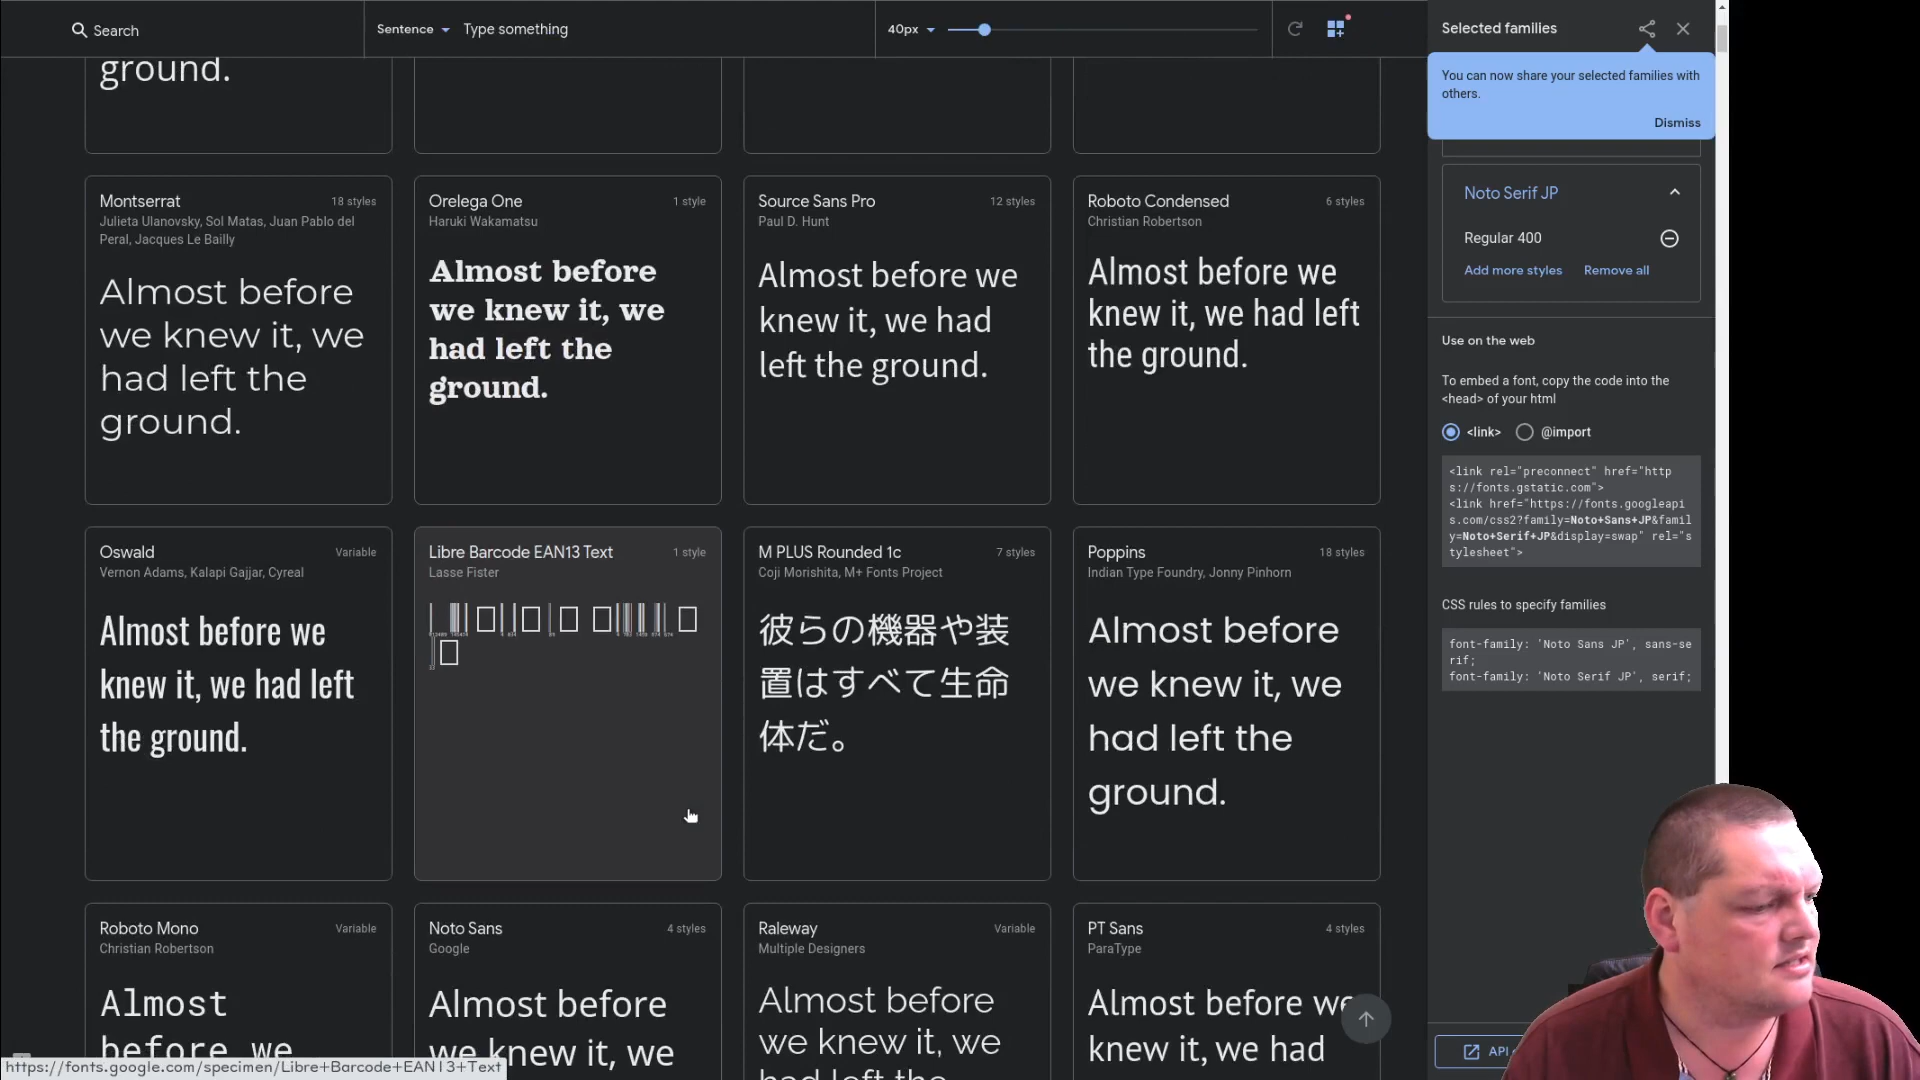 Search
Sentence
Type something
40px
Selected families
You can now share your selected families with
others.
Dismiss
ground.
Montserrat
18 styles
Julieta Ulanovsky, Sol Matas, Juan Pablo del
Peral, Jacques Le Bailly
Almost before
we knew it, we
had left the
ground.
Orelega One
1 style
Haruki Wakamatsu
Almost before
we knew it, we
had left the
ground.
Source Sans Pro
12 styles
Paul D. Hunt
Almost before we
knew it, we had
left the ground.
Roboto Condensed
6 styles
Christian Robertson
Almost before we
knew it, we had left
the ground.
Oswald
Variable
Vernon Adams, Kalapi Gajjar, Cyreal
Almost before we
knew it, we had left
the ground.
Libre Barcode EAN13 Text
1 style
Lasse Fister
M PLUS Rounded 1c
7 styles
Coji Morishita, M+ Fonts Project
彼らの機器や装
置はすべて生命
体だ。
Poppins
18 styles
Indian Type Foundry, Jonny Pinhorn
Almost before
we knew it, we
had left the
ground.
Roboto Mono
Variable
Christian Robertson
Almost
before we
Noto Sans
4 styles
Google
Almost before
we knew it, we
Raleway
Variable
Multiple Designers
Almost before
we knew it, we
had left the
PT Sans
4 styles
ParaType
Almost before we
knew it, we had
Noto Serif JP
Regular 400
Add more styles
Remove all
Use on the web
To embed a font, copy the code into the
<head> of your html
<link>
@import
<link rel="preconnect" href="http
s://fonts.gstatic.com">
<link href="https://fonts.googleapi
s.com/css2?family=Noto+Sans+JP&famil
y=Noto+Serif+JP&display=swap" rel="s
tylesheet">
CSS rules to specify families
font-family: 'Noto Sans JP', sans-se
rif;
font-family: 'Noto Serif JP', serif;
API
https://fonts.google.com/specimen/Libre+Barcode+EAN13+Text